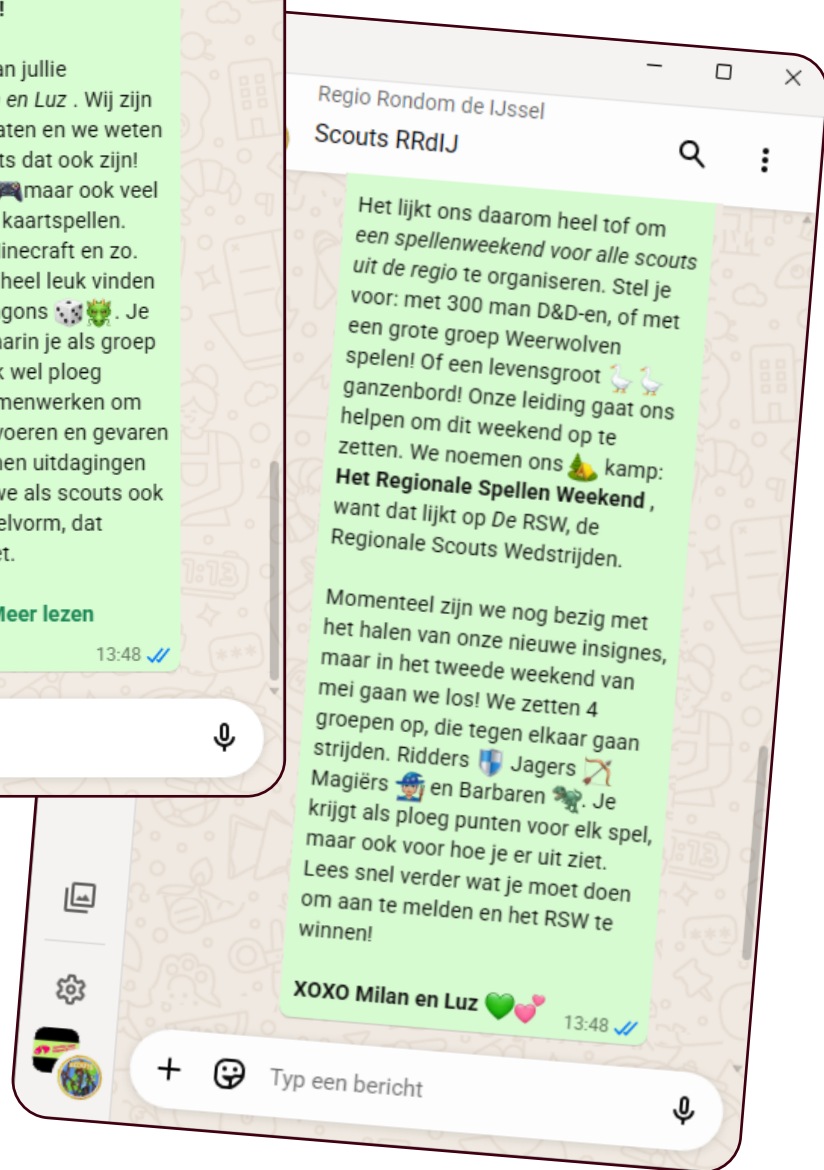 !
an jullie
en Luz . Wij zijn
aten en we weten
ts dat ook zijn!
🎮maar ook veel
kaartspellen.
inecraft en zo.
heel leuk vinden
gons 🎲🐲. Je
arin je als groep
k wel ploeg
menwerken om
voeren en gevaren
en uitdagingen
we als scouts ook
elvorm, dat
et.
Meer lezen
13:48
Regio Rondom de IJssel
Scouts RRdIJ
Het lijkt ons daarom heel tof om
een spellenweekend voor alle scouts
uit de regio te organiseren. Stel je
voor: met 300 man D&D-en, of met
een grote groep Weerwolven
spelen! Of een levensgroot 🪿🪿
ganzenbord! Onze leiding gaat ons
helpen om dit weekend op te
zetten. We noemen ons 🏕️ kamp:
Het Regionale Spellen Weekend ,
want dat lijkt op De RSW, de
Regionale Scouts Wedstrijden.
Momenteel zijn we nog bezig met
het halen van onze nieuwe insignes,
maar in het tweede weekend van
mei gaan we los! We zetten 4
groepen op, die tegen elkaar gaan
strijden. Ridders 🛡️ Jagers 🏹
Magiërs 🧙 en Barbaren 🦖. Je
krijgt als ploeg punten voor elk spel,
maar ook voor hoe je er uit ziet.
Lees snel verder wat je moet doen
om aan te melden en het RSW te
winnen!
XOXO Milan en Luz 💚💕
13:48
Typ een bericht